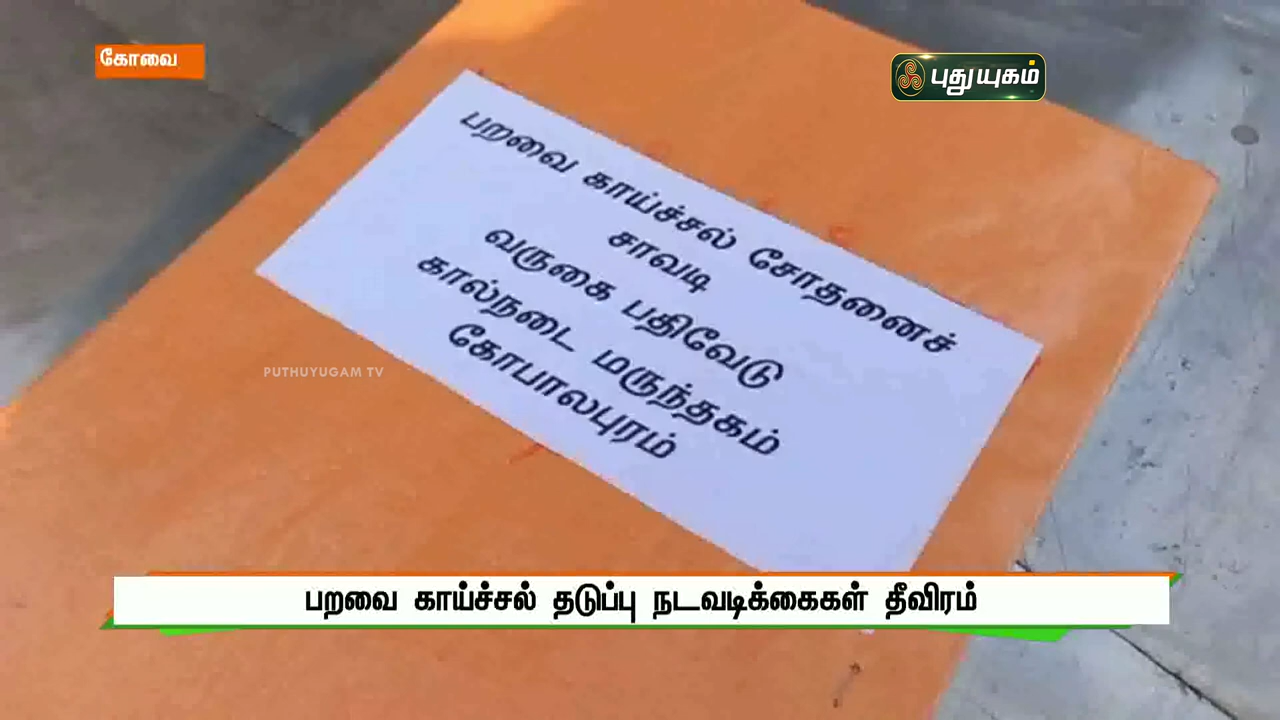 கோவை
புதுயுகம்
பறவை காய்ச்சல் சோதனைச்
சாவடி
வருகை பதிவேடு
கால்நடை மருந்தகம்
கோபாலபுரம்
PUTHUYUGAM TV
பறவை காய்ச்சல் தடுப்பு நடவடிக்கைகள் தீவிரம்